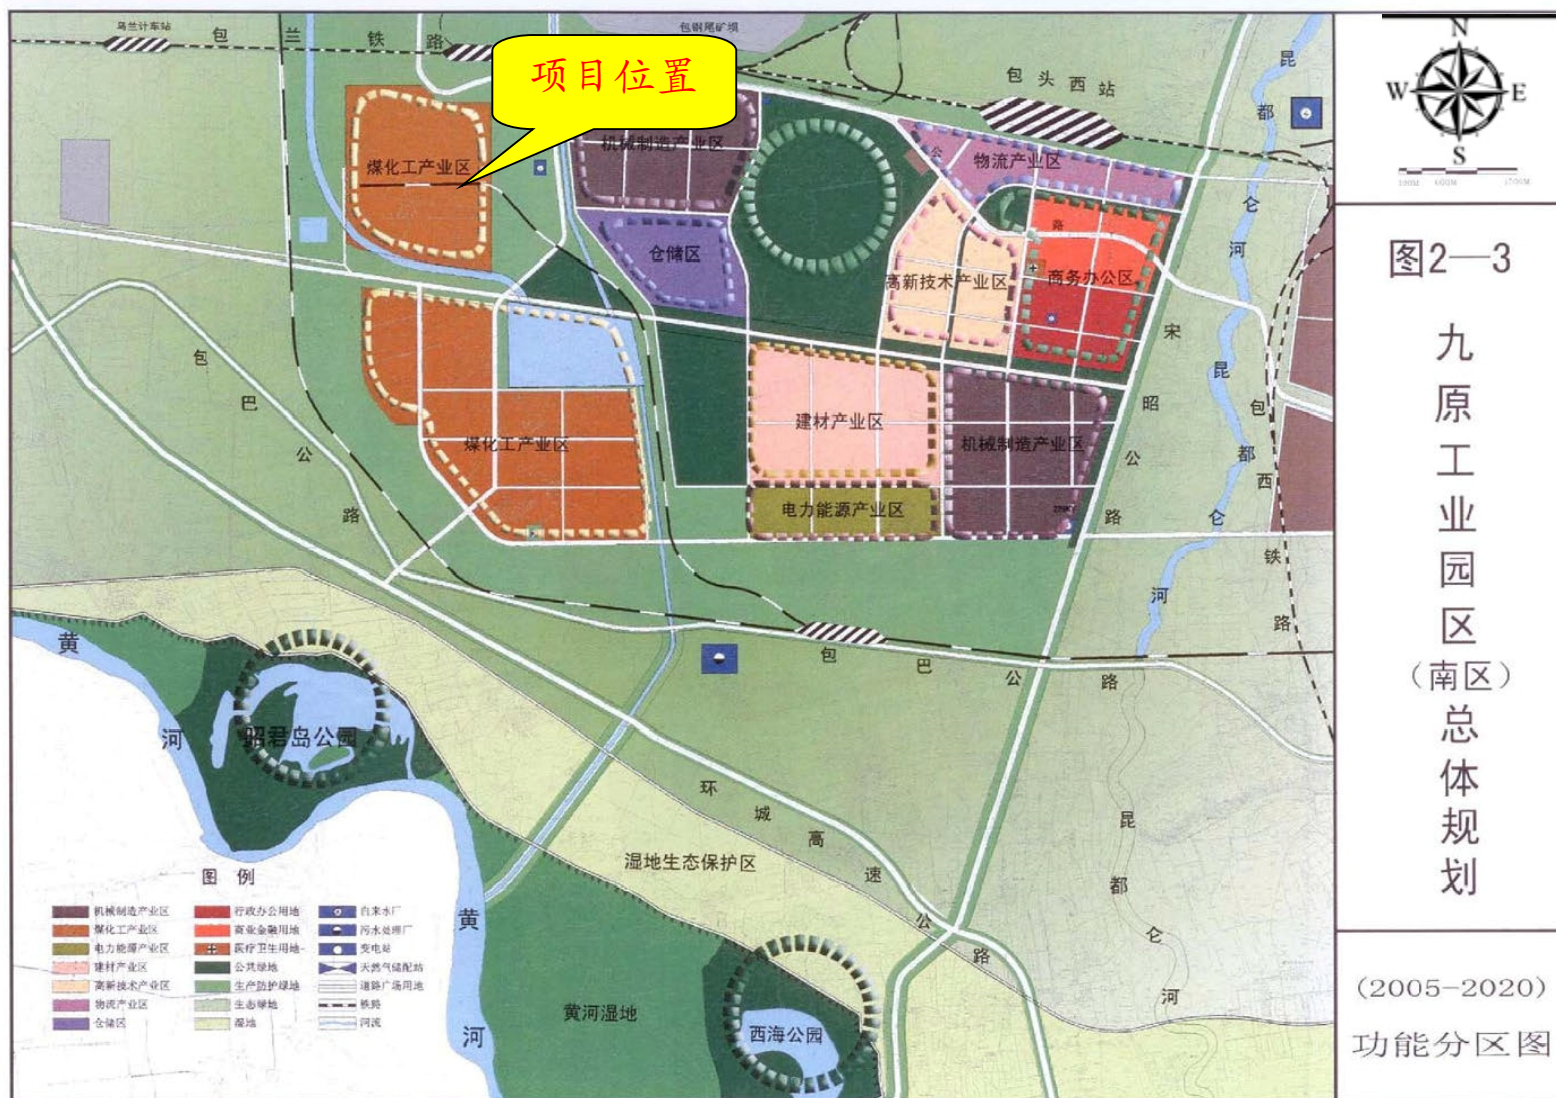 乌兰计车站
包兰铁路
包钢尾矿坝
项目位置
包头西站
昆都仑河
N
W
E
S
煤化工产业区
机械制造产业区
物流产业区
公路
仓储区
高新技术产业区
商务办公区
煤化工产业区
建材产业区
机械制造产业区
电力能源产业区
包巴公路
宋昭公路
昆都仑河
包西铁路
包巴公路
黄河
昭君岛公园
环城高速公路
湿地生态保护区
昆都仑河
黄河
黄河湿地
西海公园
图例
机械制造产业区
煤化工产业区
电力能源产业区
建材产业区
高新技术产业区
物流产业区
仓储区
行政办公用地
商业金融用地
医疗卫生用地
公共绿地
生产防护绿地
生态绿地
湿地
自来水厂
污水处理厂
变电站
天然气储配站
道路广场用地
铁路
河流
图2—3
九原工业园区(南区)总体规划
(2005-2020)
功能分区图